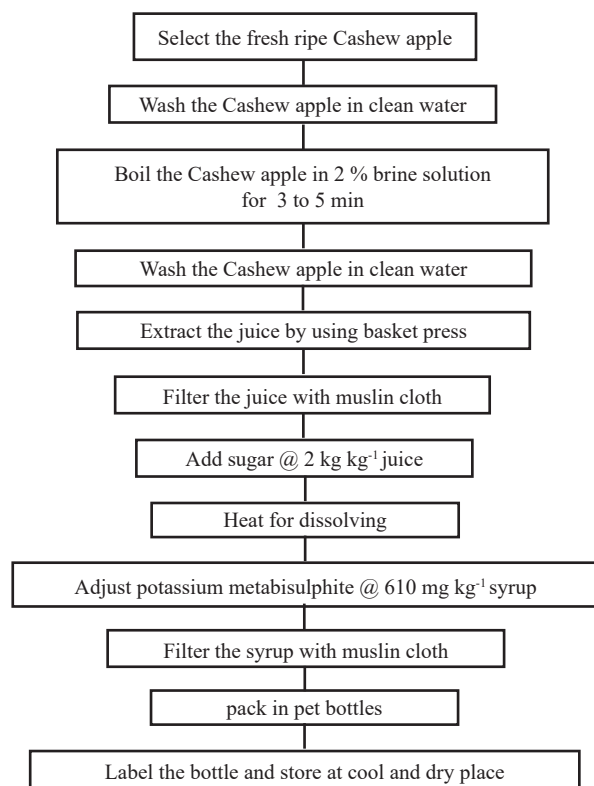 Select the fresh ripe Cashew apple
Wash the Cashew apple in clean water
Boil the Cashew apple in 2 % brine solution
for 3 to 5 min
Wash the Cashew apple in clean water
Extract the juice by using basket press
Filter the juice with muslin cloth
Add sugar @ 2 kg kg⁻¹ juice
Heat for dissolving
Adjust potassium metabisulphite @ 610 mg kg⁻¹ syrup
Filter the syrup with muslin cloth
pack in pet bottles
Label the bottle and store at cool and dry place